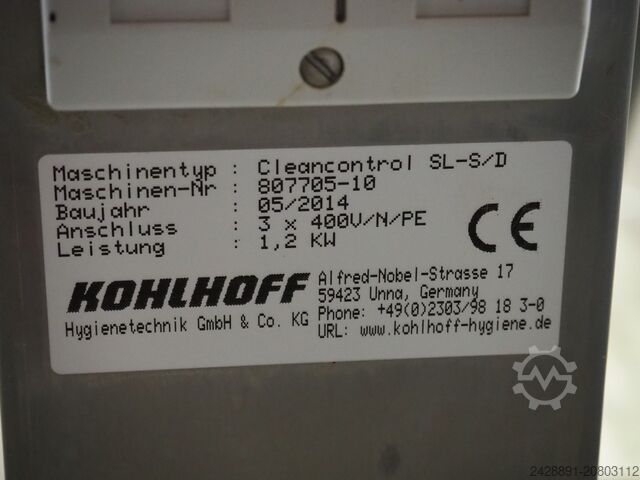 Maschinentyp : Cleancontrol SL-S/D
Maschinen-Nr : 807705-10
Baujahr : 05/2014
Anschluss : 3 x 400V/N/PE
Leistung : 1,2 KW
CE
KOHLHOFF
Hygienetechnik GmbH & Co. KG
Alfred-Nobel-Strasse 17
59423 Unna, Germany
Phone: +49(0)2303/98 18 3-0
URL: www.kohlhoff-hygiene.de
2428891-20803112